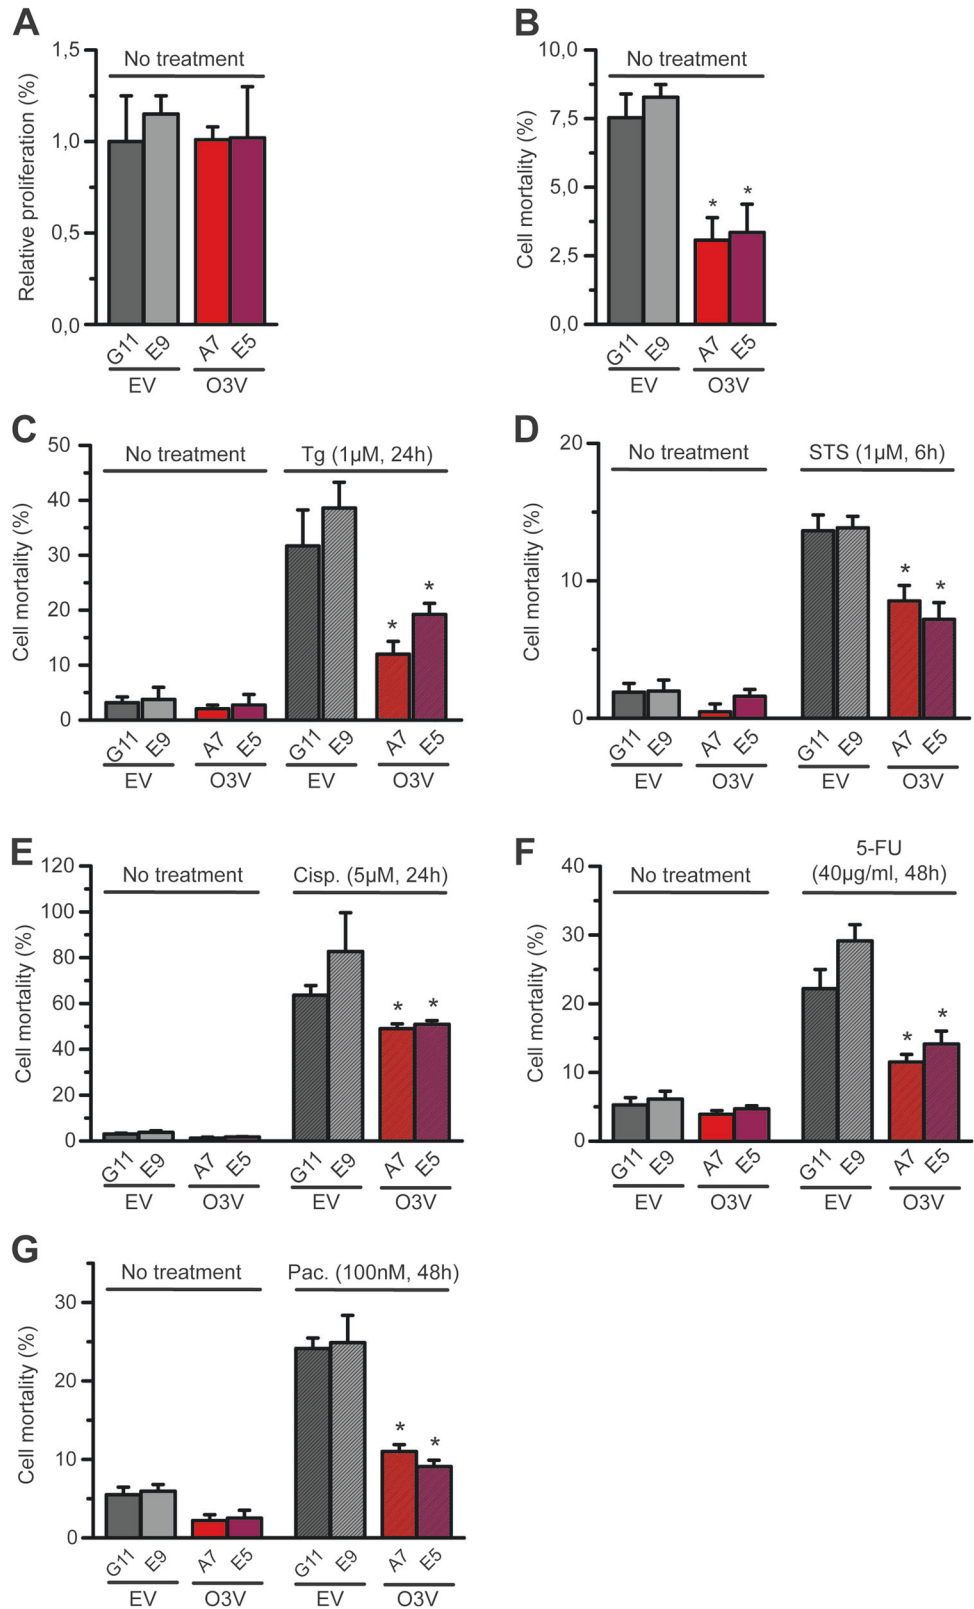 A
No treatment
Relative proliferation (%)
1,5
1,0
0,5
0,0
G11 E9 A7 E5
EV O3V
B
No treatment
Cell mortality (%)
10,0
7,5
5,0
2,5
0,0
* *
G11 E9 A7 E5
EV O3V
C
No treatment Tg (1µM, 24h)
Cell mortality (%)
50
40
30
20
10
0
* *
G11 E9 A7 E5 G11 E9 A7 E5
EV O3V EV O3V
D
No treatment STS (1µM, 6h)
Cell mortality (%)
20
10
0
* *
G11 E9 A7 E5 G11 E9 A7 E5
EV O3V EV O3V
E
No treatment Cisp. (5µM, 24h)
Cell mortality (%)
120
100
80
60
40
20
0
* *
G11 E9 A7 E5 G11 E9 A7 E5
EV O3V EV O3V
F
5-FU
No treatment (40µg/ml, 48h)
Cell mortality (%)
40
30
20
10
0
* *
G11 E9 A7 E5 G11 E9 A7 E5
EV O3V EV O3V
G
No treatment Pac. (100nM, 48h)
Cell mortality (%)
30
20
10
0
* *
G11 E9 A7 E5 G11 E9 A7 E5
EV O3V EV O3V